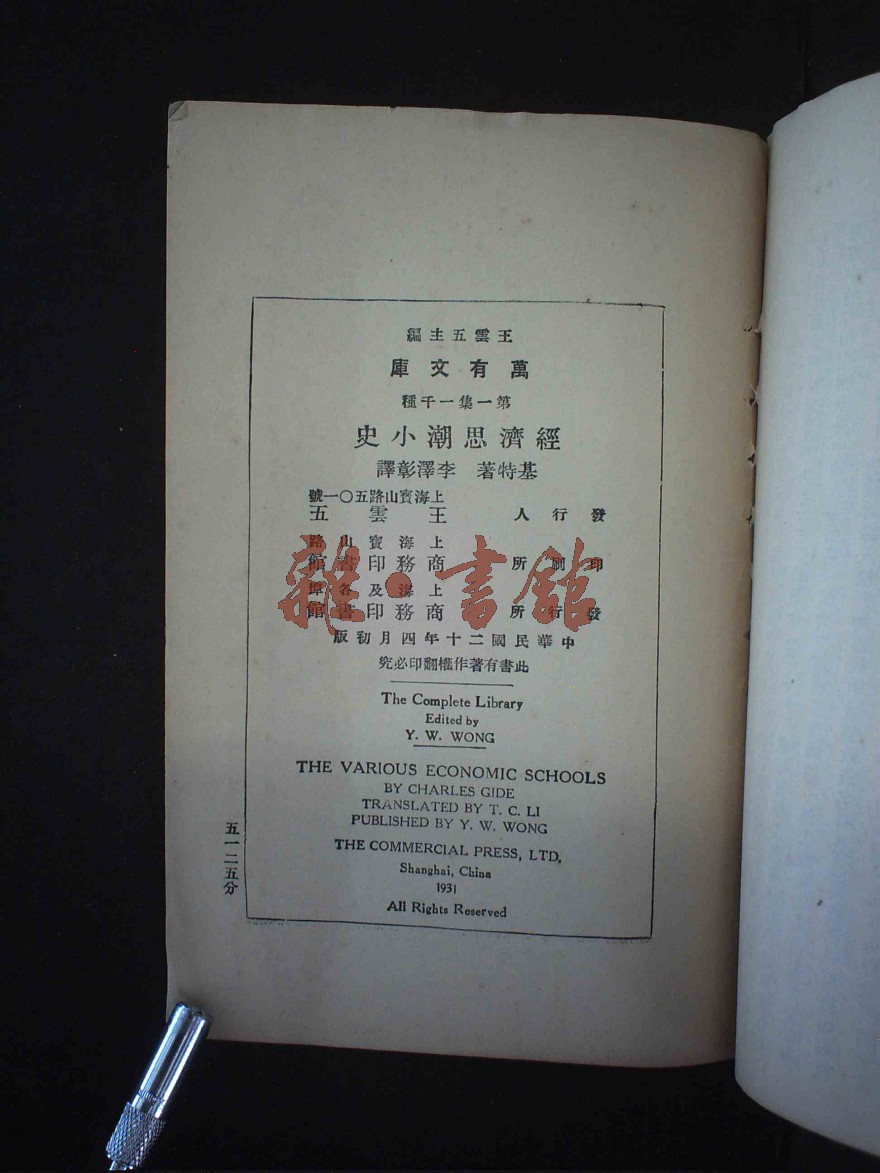 王雲五主編
萬有文庫
第一集一千種
經濟思潮小史
基特著 李澤彰譯
上海寶山路五〇一號
發行人 王雲五
上海寶山路
印刷所 商務印書館
上海及各埠
發行所 商務印書館
中華民國二十年四月初版
此書有著作權翻印必究
The Complete Library
Edited by
Y. W. WONG
THE VARIOUS ECONOMIC SCHOOLS
BY CHARLES GIDE
TRANSLATED BY T. C. LI
PUBLISHED BY Y. W. WONG
THE COMMERCIAL PRESS, LTD.
Shanghai, China
1931
All Rights Reserved
五一二五分
雜·書館